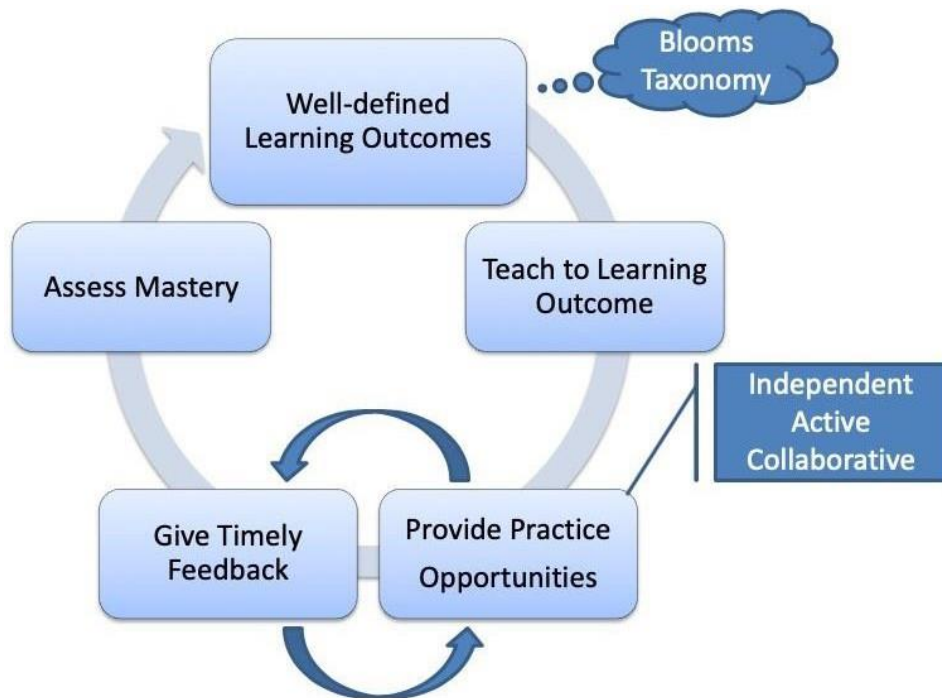 Blooms
Taxonomy
Well-defined
Learning Outcomes
Teach to Learning
Outcome
Independent
Active
Collaborative
Provide Practice
Opportunities
Give Timely
Feedback
Assess Mastery